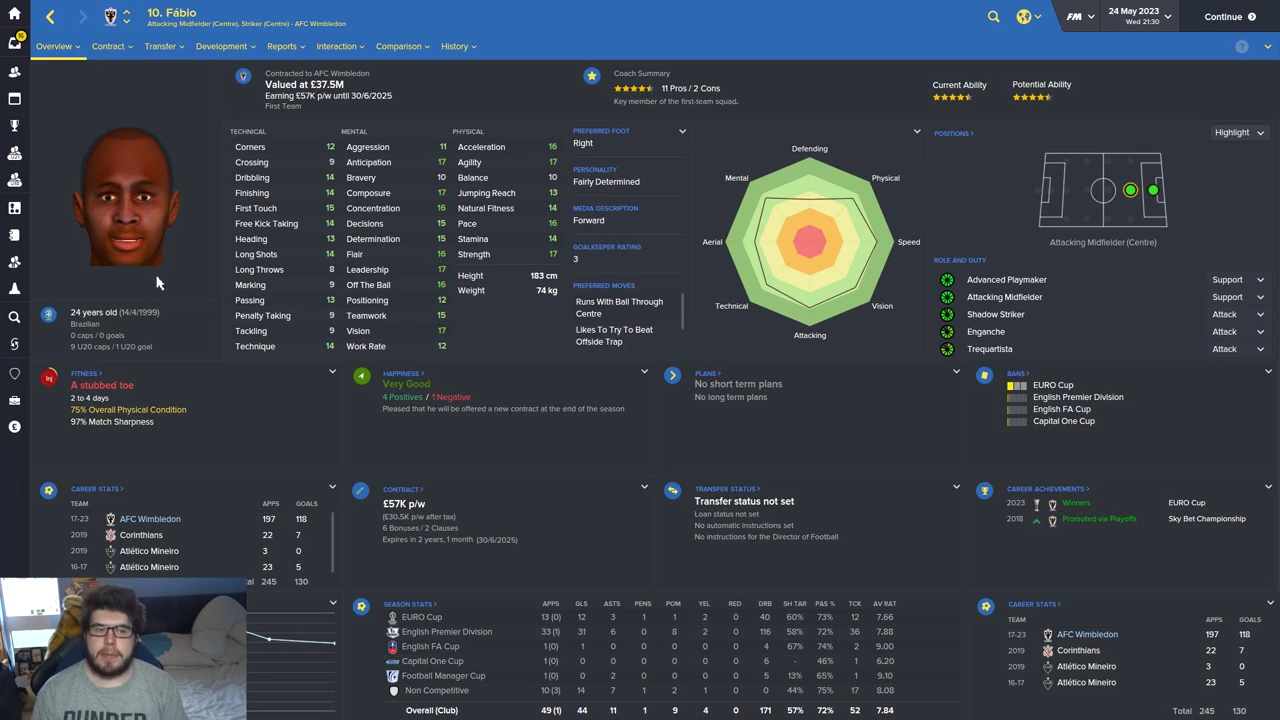 10. Fábio
Attacking Midfielder (Centre), Striker (Centre) - AFC Wimbledon
FM
24 May 2023
Wed 21:30
Continue
16
Overview
Contract
Transfer
Development
Reports
Interaction
Comparison
History
Contracted to AFC Wimbledon
Valued at £37.5M
Earning £57K p/w until 30/6/2025
First Team
Coach Summary
11 Pros / 2 Cons
Key member of the first-team squad.
Current Ability
Potential Ability
TECHNICAL
Corners 12
Crossing 9
Dribbling 14
Finishing 14
First Touch 15
Free Kick Taking 14
Heading 13
Long Shots 14
Long Throws 8
Marking 9
Passing 13
Penalty Taking 9
Tackling 9
Technique 14
MENTAL
Aggression 11
Anticipation 17
Bravery 10
Composure 17
Concentration 16
Decisions 15
Determination 15
Flair 16
Leadership 17
Off The Ball 16
Positioning 12
Teamwork 15
Vision 17
Work Rate 12
PHYSICAL
Acceleration 16
Agility 17
Balance 10
Jumping Reach 13
Natural Fitness 14
Pace 16
Stamina 14
Strength 17
Height 183 cm
Weight 74 kg
PREFERRED FOOT
Right
PERSONALITY
Fairly Determined
MEDIA DESCRIPTION
Forward
GOALKEEPER RATING
3
PREFERRED MOVES
Runs With Ball Through
Centre
Likes To Try To Beat
Offside Trap
Defending
Mental
Physical
Aerial
Speed
Technical
Vision
Attacking
POSITIONS
Highlight
Attacking Midfielder (Centre)
ROLE AND DUTY
Advanced Playmaker Support
Attacking Midfielder Support
Shadow Striker Attack
Enganche Attack
Trequartista Attack
24 years old (14/4/1999)
Brazilian
0 caps / 0 goals
9 U20 caps / 1 U20 goal
FITNESS
Inj
A stubbed toe
2 to 4 days
75% Overall Physical Condition
97% Match Sharpness
HAPPINESS
Very Good
4 Positives / 1 Negative
Pleased that he will be offered a new contract at the end of the season
PLANS
No short term plans
No long term plans
BANS
EURO Cup
English Premier Division
English FA Cup
Capital One Cup
CAREER STATS
TEAM APPS GOALS
17-23 AFC Wimbledon 197 118
2019 Corinthians 22 7
2019 Atlético Mineiro 3 0
16-17 Atlético Mineiro 23 5
245 130
CONTRACT
£57K p/w
(£30.5K p/w after tax)
6 Bonuses / 2 Clauses
Expires in 2 years, 1 month (30/6/2025)
TRANSFER STATUS
Transfer status not set
Loan status not set
No automatic instructions set
No instructions for the Director of Football
CAREER ACHIEVEMENTS
2023 Winners EURO Cup
2018 Promoted via Playoffs Sky Bet Championship
SEASON STATS
APPS GLS ASTS PENS POM YEL RED DRB SH TAR PAS % TCK AV RAT
EURO Cup 13 (0) 12 3 1 1 2 0 40 60% 73% 12 7.66
English Premier Division 33 (1) 31 6 0 8 2 0 116 58% 72% 36 7.88
English FA Cup 1 (0) 1 0 0 0 0 0 4 67% 74% 2 9.00
Capital One Cup 1 (0) 0 0 0 0 0 0 6 - 46% 1 6.20
Football Manager Cup 1 (0) 0 2 0 0 0 0 5 13% 65% 1 9.10
Non Competitive 10 (3) 14 7 1 2 1 0 0 44% 75% 17 8.08
Overall (Club) 49 (1) 44 11 1 9 4 0 171 57% 72% 52 7.84
CAREER STATS
TEAM APPS GOALS
17-23 AFC Wimbledon 197 118
2019 Corinthians 22 7
2019 Atlético Mineiro 3 0
16-17 Atlético Mineiro 23 5
Total 245 130